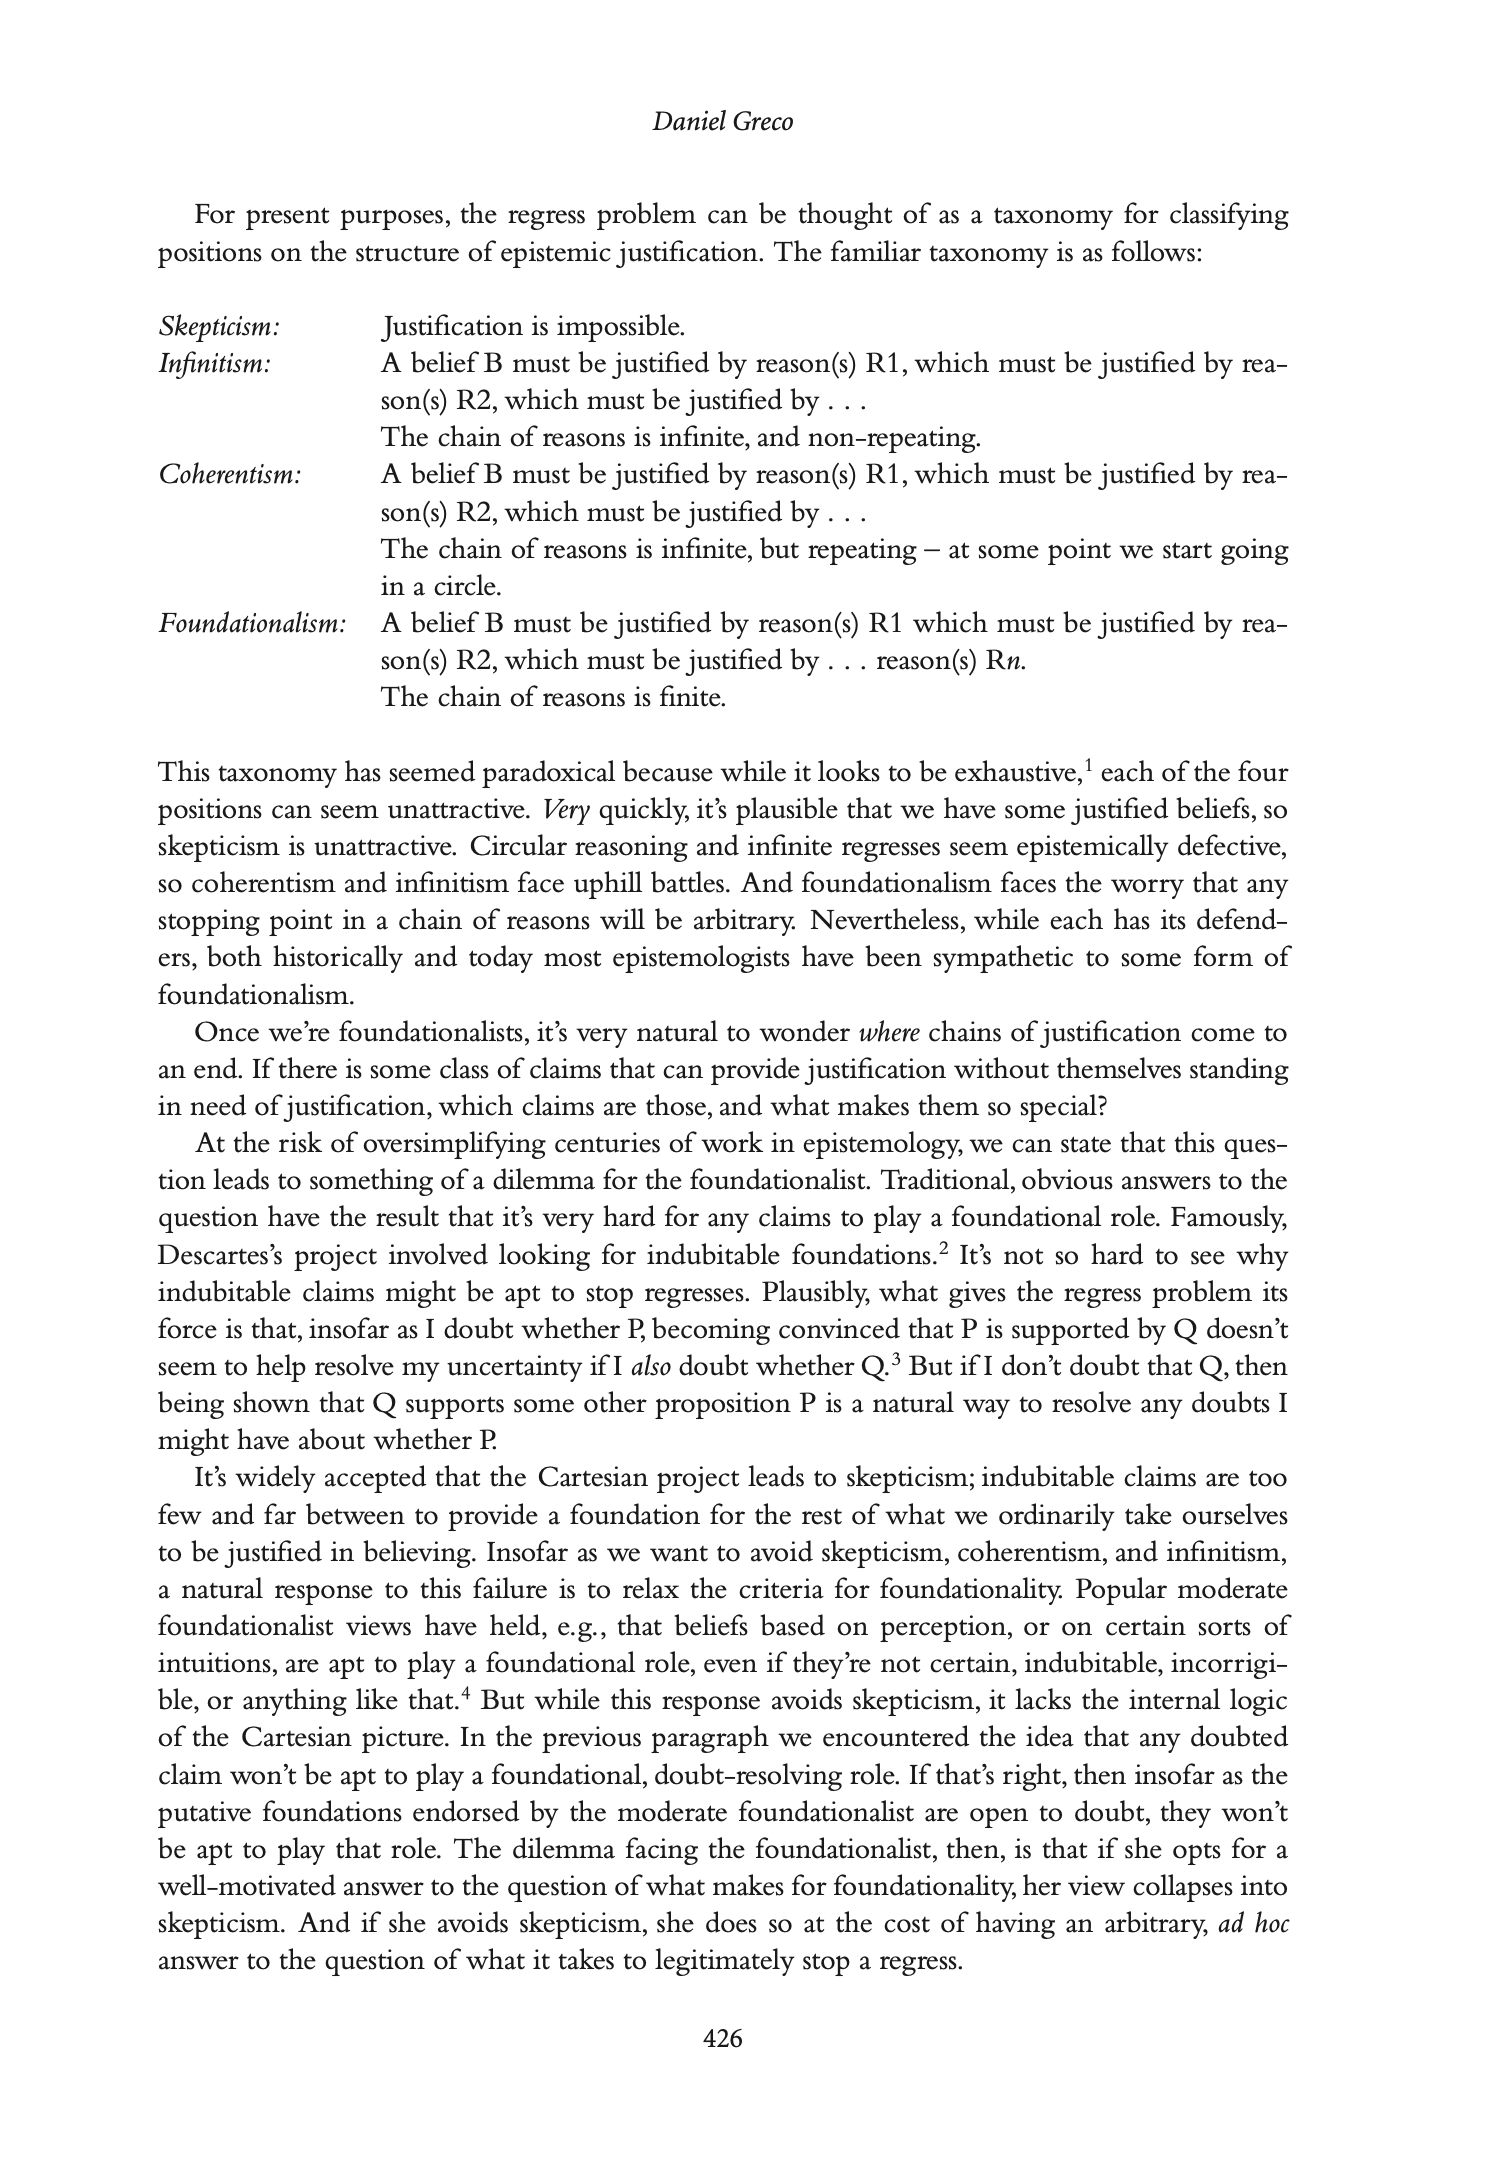 Daniel Greco
For present purposes, the regress problem can be thought of as a taxonomy for classifying
positions on the structure of epistemic justification. The familiar taxonomy is as follows:
Skepticism: Justification is impossible.
Infinitism: A belief B must be justified by reason(s) R1, which must be justified by rea-
son(s) R2, which must be justified by . . .
The chain of reasons is infinite, and non-repeating.
Coherentism: A belief B must be justified by reason(s) R1, which must be justified by rea-
son(s) R2, which must be justified by . . .
The chain of reasons is infinite, but repeating – at some point we start going
in a circle.
Foundationalism: A belief B must be justified by reason(s) R1 which must be justified by rea-
son(s) R2, which must be justified by . . . reason(s) Rn.
The chain of reasons is finite.
This taxonomy has seemed paradoxical because while it looks to be exhaustive,1 each of the four
positions can seem unattractive. Very quickly, it's plausible that we have some justified beliefs, so
skepticism is unattractive. Circular reasoning and infinite regresses seem epistemically defective,
so coherentism and infinitism face uphill battles. And foundationalism faces the worry that any
stopping point in a chain of reasons will be arbitrary. Nevertheless, while each has its defend-
ers, both historically and today most epistemologists have been sympathetic to some form of
foundationalism.
Once we're foundationalists, it's very natural to wonder where chains of justification come to
an end. If there is some class of claims that can provide justification without themselves standing
in need of justification, which claims are those, and what makes them so special?
At the risk of oversimplifying centuries of work in epistemology, we can state that this ques-
tion leads to something of a dilemma for the foundationalist. Traditional, obvious answers to the
question have the result that it's very hard for any claims to play a foundational role. Famously,
Descartes's project involved looking for indubitable foundations.2 It's not so hard to see why
indubitable claims might be apt to stop regresses. Plausibly, what gives the regress problem its
force is that, insofar as I doubt whether P, becoming convinced that P is supported by Q doesn't
seem to help resolve my uncertainty if I also doubt whether Q.3 But if I don't doubt that Q, then
being shown that Q supports some other proposition P is a natural way to resolve any doubts I
might have about whether P.
It's widely accepted that the Cartesian project leads to skepticism; indubitable claims are too
few and far between to provide a foundation for the rest of what we ordinarily take ourselves
to be justified in believing. Insofar as we want to avoid skepticism, coherentism, and infinitism,
a natural response to this failure is to relax the criteria for foundationality. Popular moderate
foundationalist views have held, e.g., that beliefs based on perception, or on certain sorts of
intuitions, are apt to play a foundational role, even if they're not certain, indubitable, incorrigi-
ble, or anything like that.4 But while this response avoids skepticism, it lacks the internal logic
of the Cartesian picture. In the previous paragraph we encountered the idea that any doubted
claim won't be apt to play a foundational, doubt-resolving role. If that's right, then insofar as the
putative foundations endorsed by the moderate foundationalist are open to doubt, they won't
be apt to play that role. The dilemma facing the foundationalist, then, is that if she opts for a
well-motivated answer to the question of what makes for foundationality, her view collapses into
skepticism. And if she avoids skepticism, she does so at the cost of having an arbitrary, ad hoc
answer to the question of what it takes to legitimately stop a regress.
426